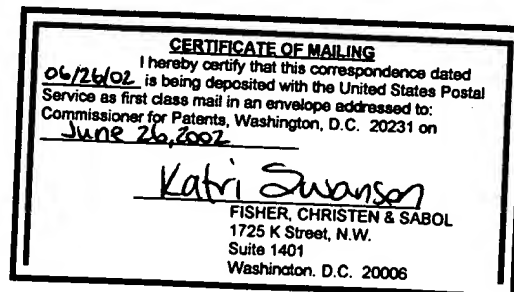 CERTIFICATE OF MAILING
I hereby certify that this correspondence dated
06/26/02 is being deposited with the United States Postal
Service as first class mail in an envelope addressed to:
Commissioner for Patents, Washington, D.C. 20231 on
June 26, 2002
Katri Swanson
FISHER, CHRISTEN & SABOL
1725 K Street, N.W.
Suite 1401
Washington. D.C. 20006